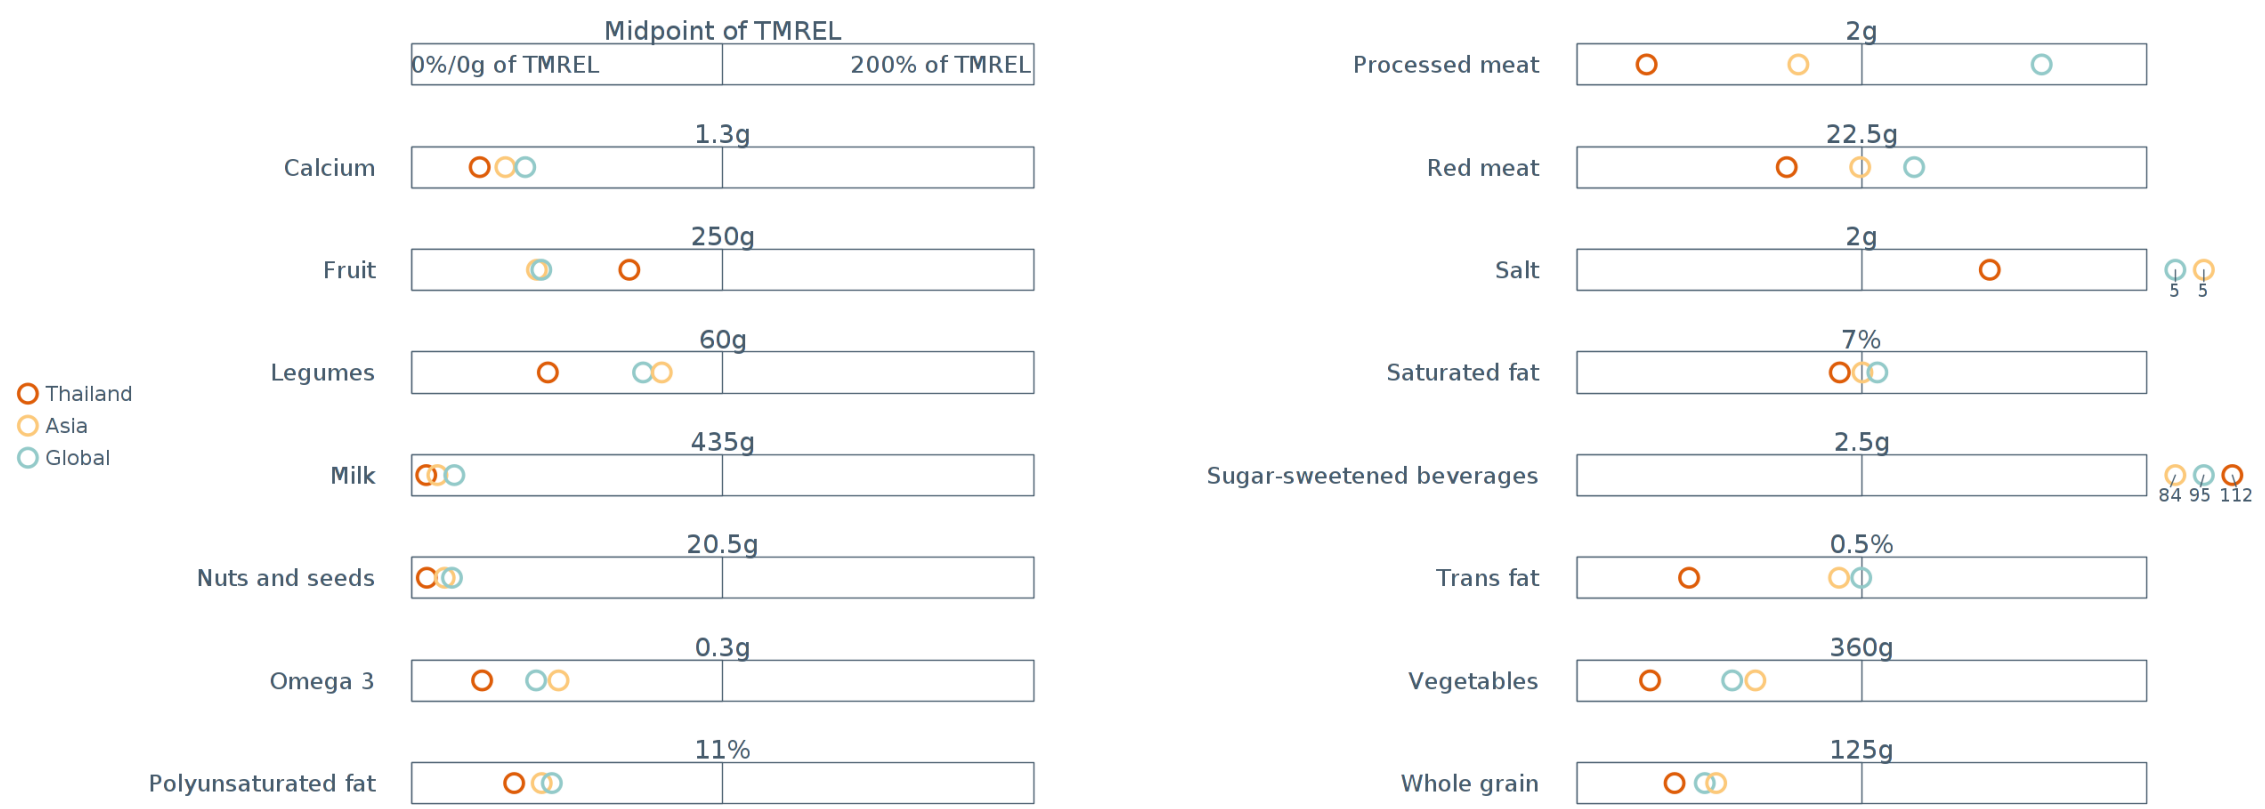 Midpoint of TMREL
0%/0g of TMREL
200% of TMREL
1.3g
Calcium
250g
Fruit
60g
Legumes
435g
Milk
20.5g
Nuts and seeds
0.3g
Omega 3
11%
Polyunsaturated fat
Thailand
Asia
Global
2g
Processed meat
22.5g
Red meat
2g
Salt
5 5
7%
Saturated fat
2.5g
Sugar-sweetened beverages
84 95 112
0.5%
Trans fat
360g
Vegetables
125g
Whole grain